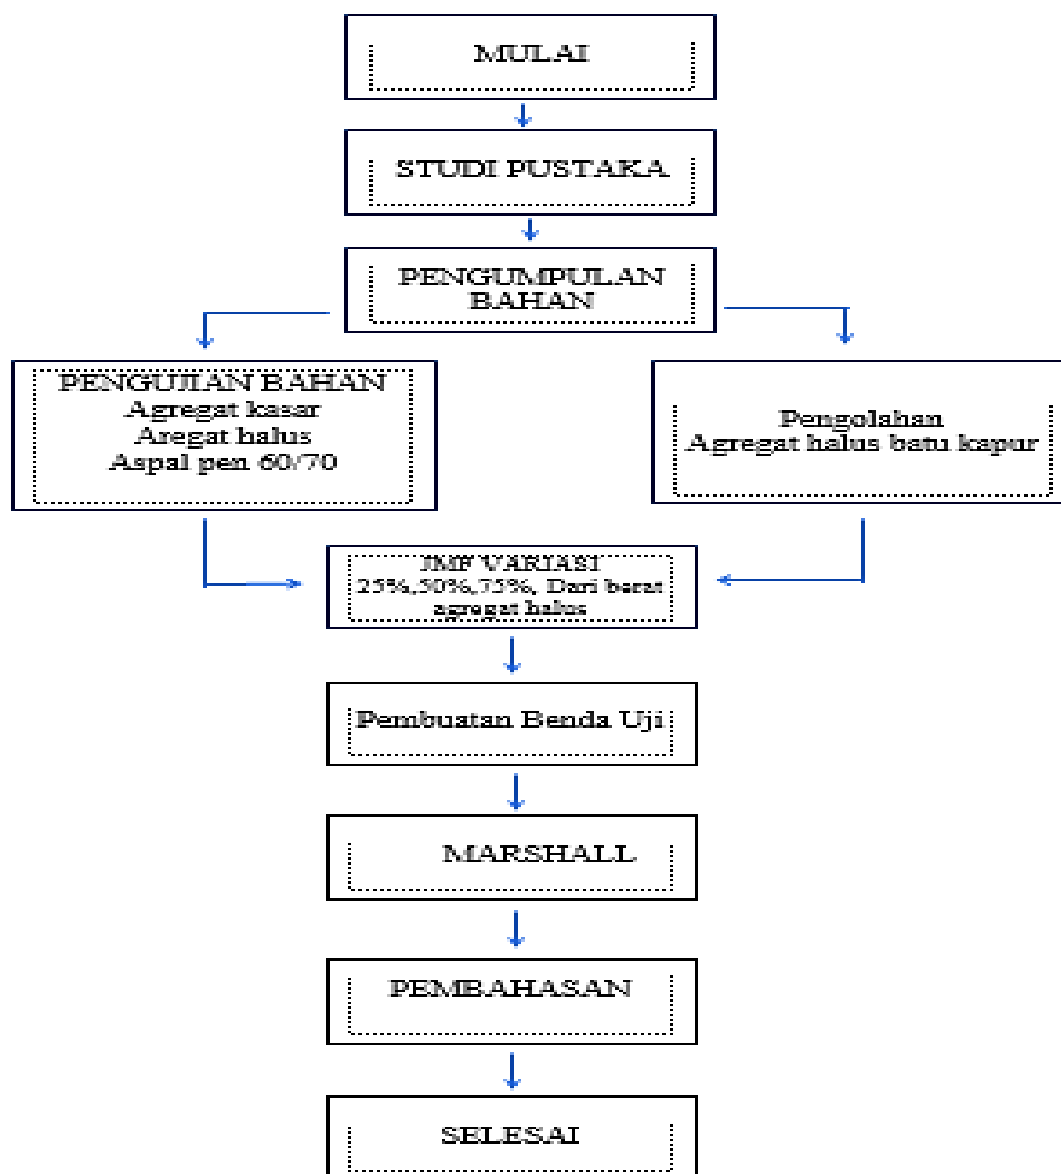 MULAI
STUDI PUSTAKA
PENGUMPULAN
BAHAN
PENGUJIAN BAHAN
Agregat kasar
Aregat halus
Aspal pen 60/70
Pengolahan
Agregat halus batu kapur
JMF VARIASI
25%,50%,75%, Dari berat
agregat halus
Pembuatan Benda Uji
MARSHALL
PEMBAHASAN
SELESAI